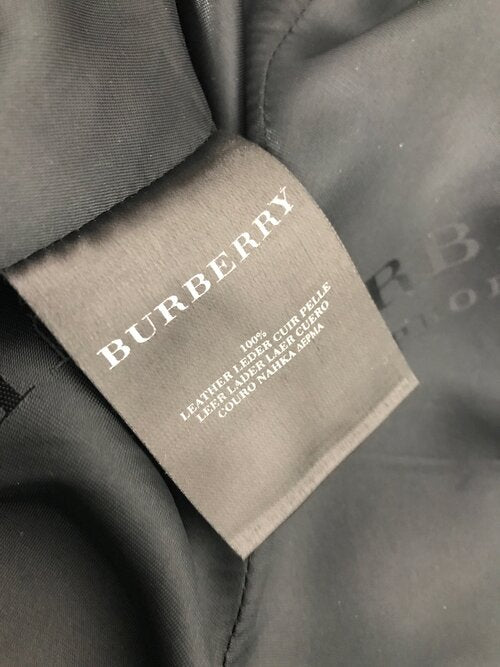 BURBERRY
100%
LEATHER LEDER CUIR PELLE
LEER LADER LAER CUERO
COURO NAHKA ΔΕΡΜΑ